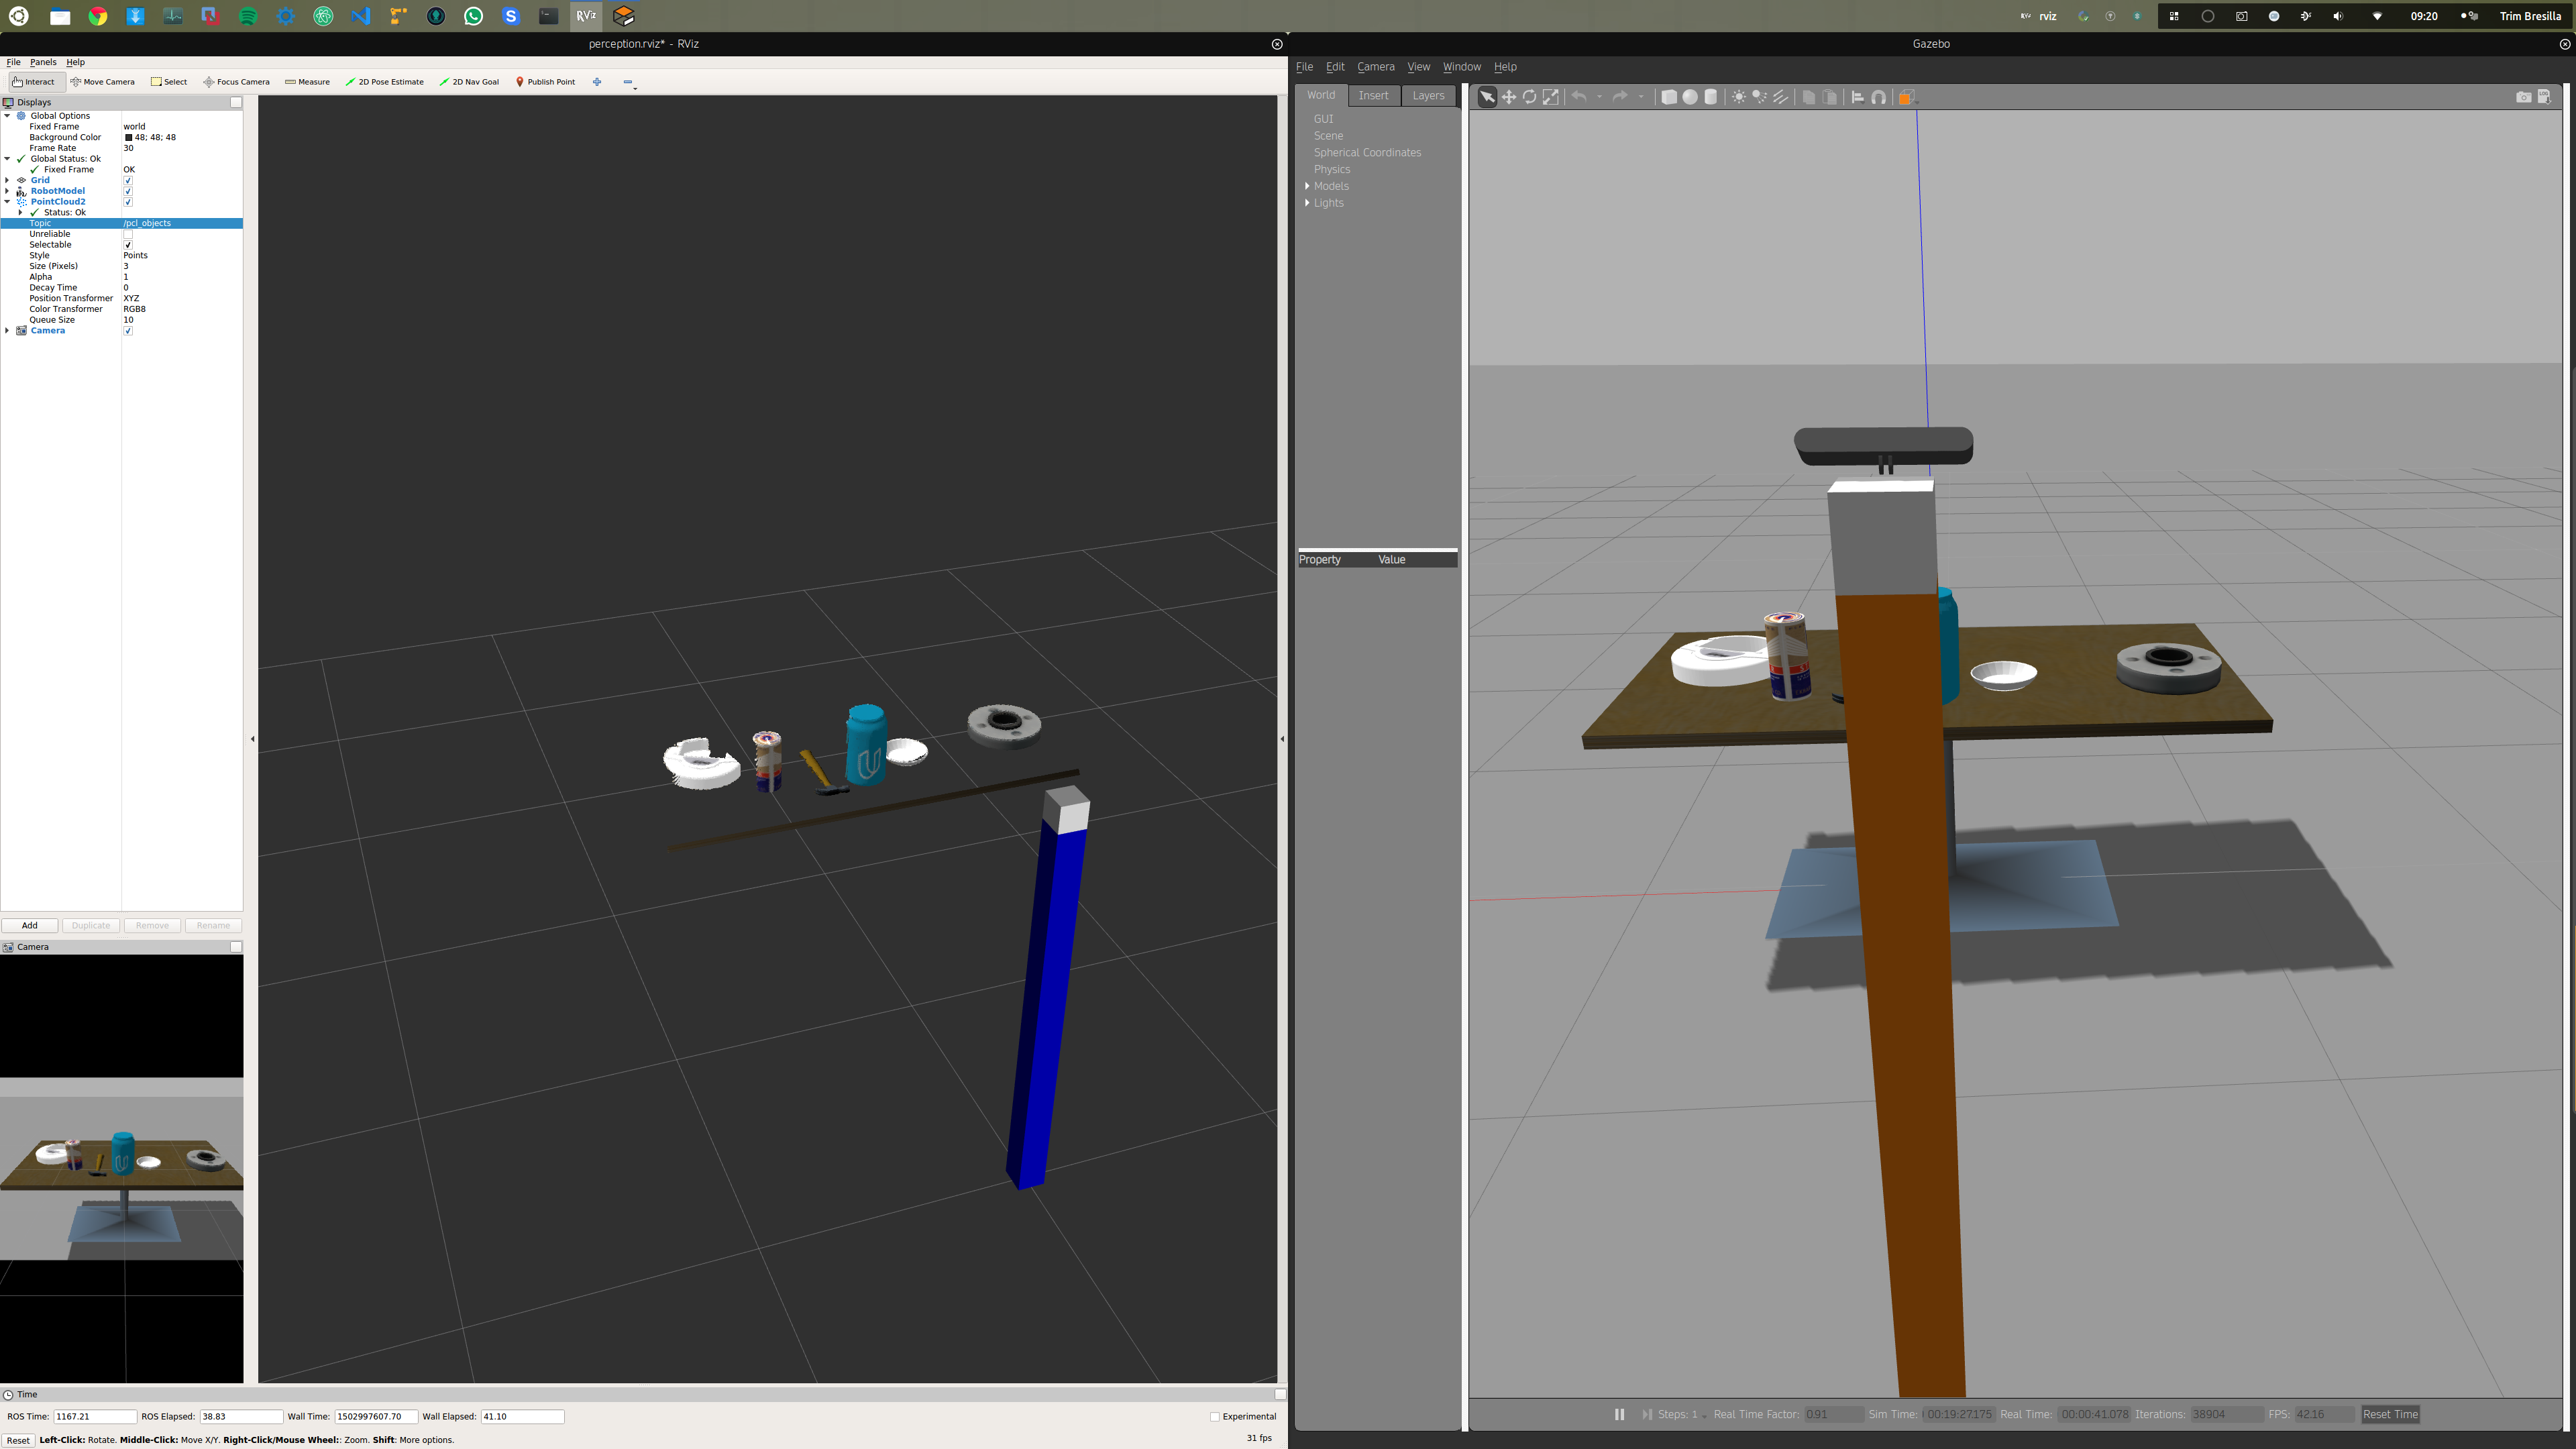 RViz
rviz
09:20
Trim Bresilla
perception.rviz* - RViz
File Panels Help
Interact Move Camera Select Focus Camera Measure 2D Pose Estimate 2D Nav Goal Publish Point
Displays
Global Options
Fixed Frame world
Background Color 48; 48; 48
Frame Rate 30
Global Status: Ok
Fixed Frame OK
Grid
RobotModel
PointCloud2
Status: Ok
Topic /pcl_objects
Unreliable
Selectable
Style Points
Size (Pixels) 3
Alpha 1
Decay Time 0
Position Transformer XYZ
Color Transformer RGB8
Queue Size 10
Camera
Add Duplicate Remove Rename
Camera
Time
ROS Time: 1167.21 ROS Elapsed: 38.83 Wall Time: 1502997607.70 Wall Elapsed: 41.10 Experimental
Reset Left-Click: Rotate. Middle-Click: Move X/Y. Right-Click/Mouse Wheel:: Zoom. Shift: More options. 31 fps
Gazebo
File Edit Camera View Window Help
World Insert Layers
GUI
Scene
Spherical Coordinates
Physics
Models
Lights
Property Value
Steps: 1 Real Time Factor: 0.91 Sim Time: 00:19:27.175 Real Time: 00:00:41.078 Iterations: 38904 FPS: 42.16 Reset Time